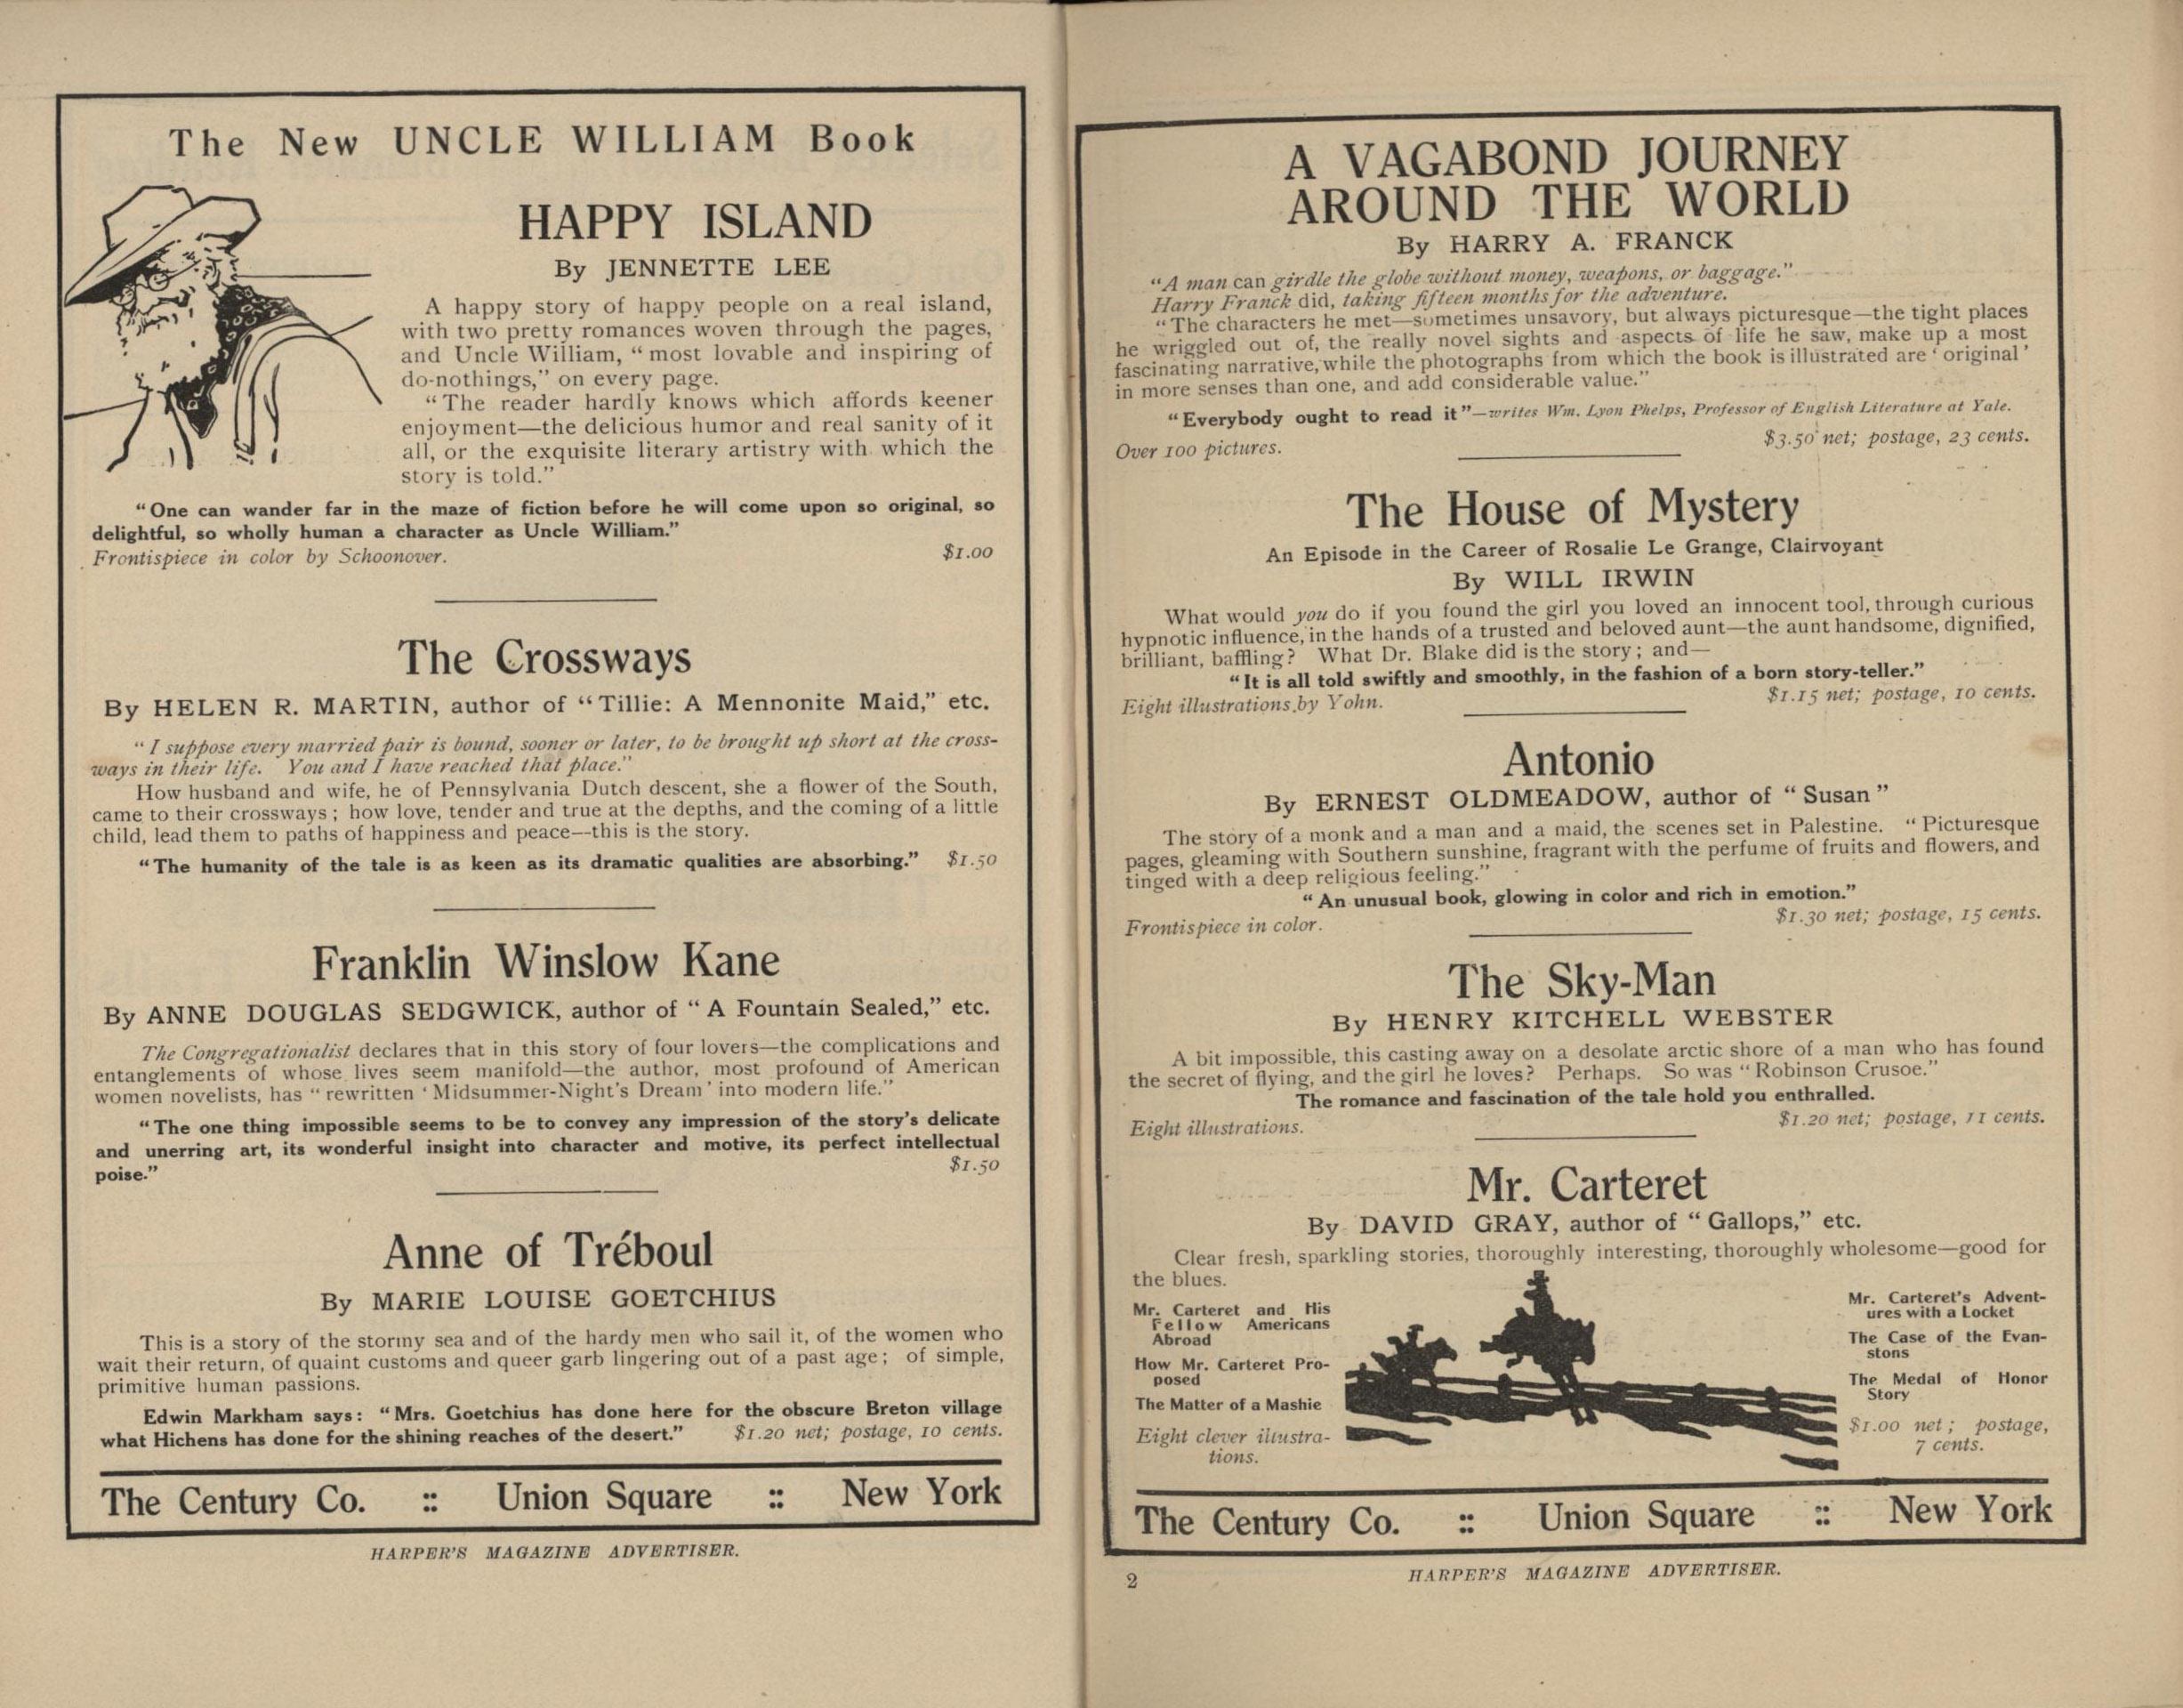 The New UNCLE WILLIAM Book
HAPPY ISLAND
By JENNETTE LEE
A happy story of happy people on a real island,
with two pretty romances woven through the pages,
and Uncle William, “most lovable and inspiring of
do-nothings,” on every page.
“The reader hardly knows which affords keener
enjoyment—the delicious humor and real sanity of it
all, or the exquisite literary artistry with which the
story is told.”
“One can wander far in the maze of fiction before he will come upon so original, so
delightful, so wholly human a character as Uncle William.”
Frontispiece in color by Schoonover. $1.00
The Crossways
By HELEN R. MARTIN, author of “Tillie: A Mennonite Maid,” etc.
“I suppose every married pair is bound, sooner or later, to be brought up short at the cross-
ways in their life. You and I have reached that place.”
How husband and wife, he of Pennsylvania Dutch descent, she a flower of the South,
came to their crossways; how love, tender and true at the depths, and the coming of a little
child, lead them to paths of happiness and peace—this is the story.
“The humanity of the tale is as keen as its dramatic qualities are absorbing.” $1.50
Franklin Winslow Kane
By ANNE DOUGLAS SEDGWICK, author of “A Fountain Sealed,” etc.
The Congregationalist declares that in this story of four lovers—the complications and
entanglements of whose lives seem manifold—the author, most profound of American
women novelists, has “rewritten ‘Midsummer-Night's Dream’ into modern life.”
“The one thing impossible seems to be to convey any impression of the story's delicate
and unerring art, its wonderful insight into character and motive, its perfect intellectual
poise.” $1.50
Anne of Tréboul
By MARIE LOUISE GOETCHIUS
This is a story of the stormy sea and of the hardy men who sail it, of the women who
wait their return, of quaint customs and queer garb lingering out of a past age; of simple,
primitive human passions.
Edwin Markham says: “Mrs. Goetchius has done here for the obscure Breton village
what Hichens has done for the shining reaches of the desert.” $1.20 net; postage, 10 cents.
The Century Co. :: Union Square :: New York
HARPER'S MAGAZINE ADVERTISER.
A VAGABOND JOURNEY
AROUND THE WORLD
By HARRY A. FRANCK
“A man can girdle the globe without money, weapons, or baggage.”
Harry Franck did, taking fifteen months for the adventure.
“The characters he met—sometimes unsavory, but always picturesque—the tight places
he wriggled out of, the really novel sights and aspects of life he saw, make up a most
fascinating narrative, while the photographs from which the book is illustrated are ‘original’
in more senses than one, and add considerable value.”
“Everybody ought to read it”—writes Wm. Lyon Phelps, Professor of English Literature at Yale.
Over 100 pictures. $3.50 net; postage, 23 cents.
The House of Mystery
An Episode in the Career of Rosalie Le Grange, Clairvoyant
By WILL IRWIN
What would you do if you found the girl you loved an innocent tool, through curious
hypnotic influence, in the hands of a trusted and beloved aunt—the aunt handsome, dignified,
brilliant, baffling? What Dr. Blake did is the story; and—
“It is all told swiftly and smoothly, in the fashion of a born story-teller.”
Eight illustrations by Yohn. $1.15 net; postage, 10 cents.
Antonio
By ERNEST OLDMEADOW, author of “Susan”
The story of a monk and a man and a maid, the scenes set in Palestine. “Picturesque
pages, gleaming with Southern sunshine, fragrant with the perfume of fruits and flowers, and
tinged with a deep religious feeling.”
“An unusual book, glowing in color and rich in emotion.”
Frontispiece in color. $1.30 net; postage, 15 cents.
The Sky-Man
By HENRY KITCHELL WEBSTER
A bit impossible, this casting away on a desolate arctic shore of a man who has found
the secret of flying, and the girl he loves? Perhaps. So was “Robinson Crusoe.”
The romance and fascination of the tale hold you enthralled.
Eight illustrations. $1.20 net; postage, 11 cents.
Mr. Carteret
By DAVID GRAY, author of “Gallops,” etc.
Clear fresh, sparkling stories, thoroughly interesting, thoroughly wholesome—good for
the blues.
Mr. Carteret and His
Fellow Americans
Abroad
How Mr. Carteret Pro-
posed
The Matter of a Mashie
Eight clever illustra-
tions.
Mr. Carteret's Advent-
ures with a Locket
The Case of the Evan-
stons
The Medal of Honor
Story
$1.00 net; postage,
7 cents.
The Century Co. :: Union Square :: New York
2 HARPER'S MAGAZINE ADVERTISER.